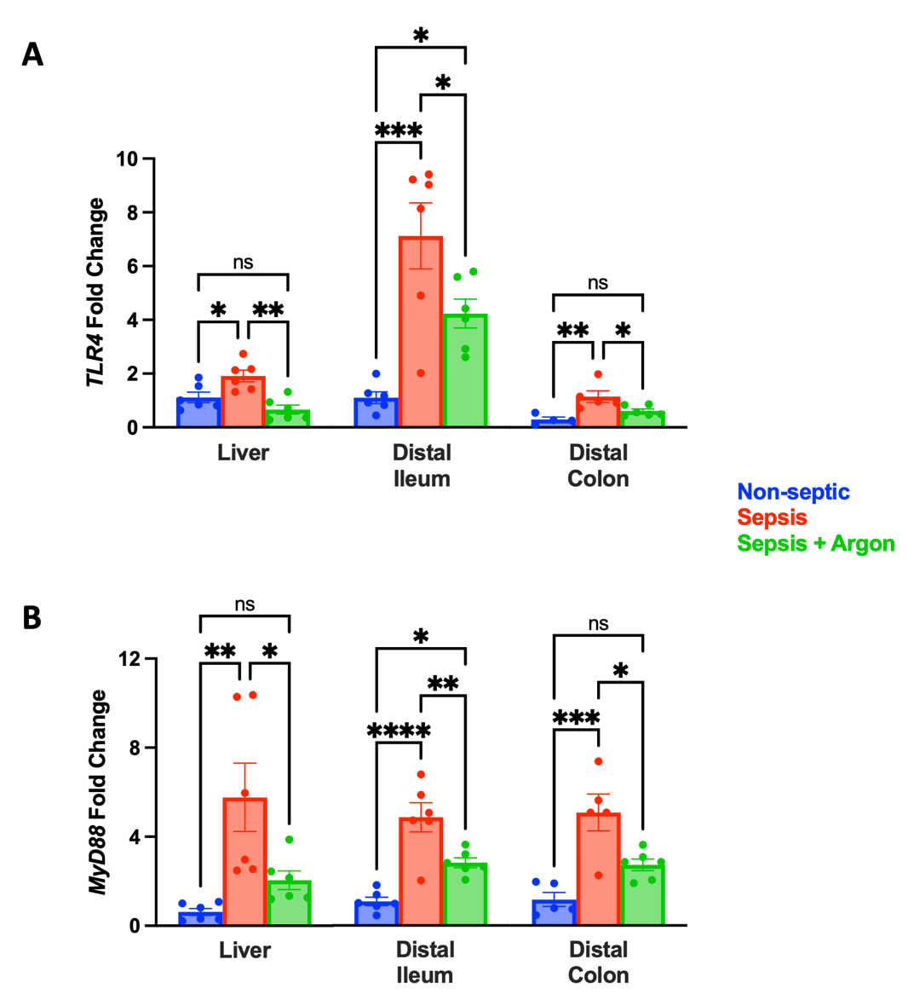 A
*
*
***
10
8
6
4
2
0
TLR4 Fold Change
ns
* **
ns
** *
Liver
Distal
Ileum
Distal
Colon
Non-septic
Sepsis
Sepsis + Argon
B
ns
** *
*
**
****
ns
*
***
12
8
4
0
MyD88 Fold Change
Liver
Distal
Ileum
Distal
Colon